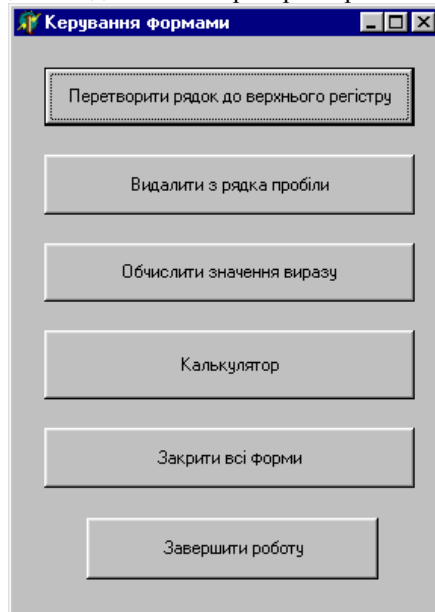 Керування формами
Перетворити рядок до верхнього регістру
Видалити з рядка пробіли
Обчислити значення виразу
Калькулятор
Закрити всі форми
Завершити роботу